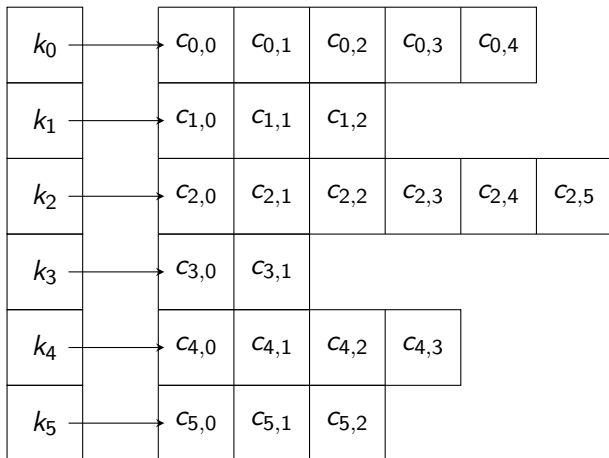 k₀ c₀,₀ c₀,₁ c₀,₂ c₀,₃ c₀,₄
k₁ c₁,₀ c₁,₁ c₁,₂
k₂ c₂,₀ c₂,₁ c₂,₂ c₂,₃ c₂,₄ c₂,₅
k₃ c₃,₀ c₃,₁
k₄ c₄,₀ c₄,₁ c₄,₂ c₄,₃
k₅ c₅,₀ c₅,₁ c₅,₂